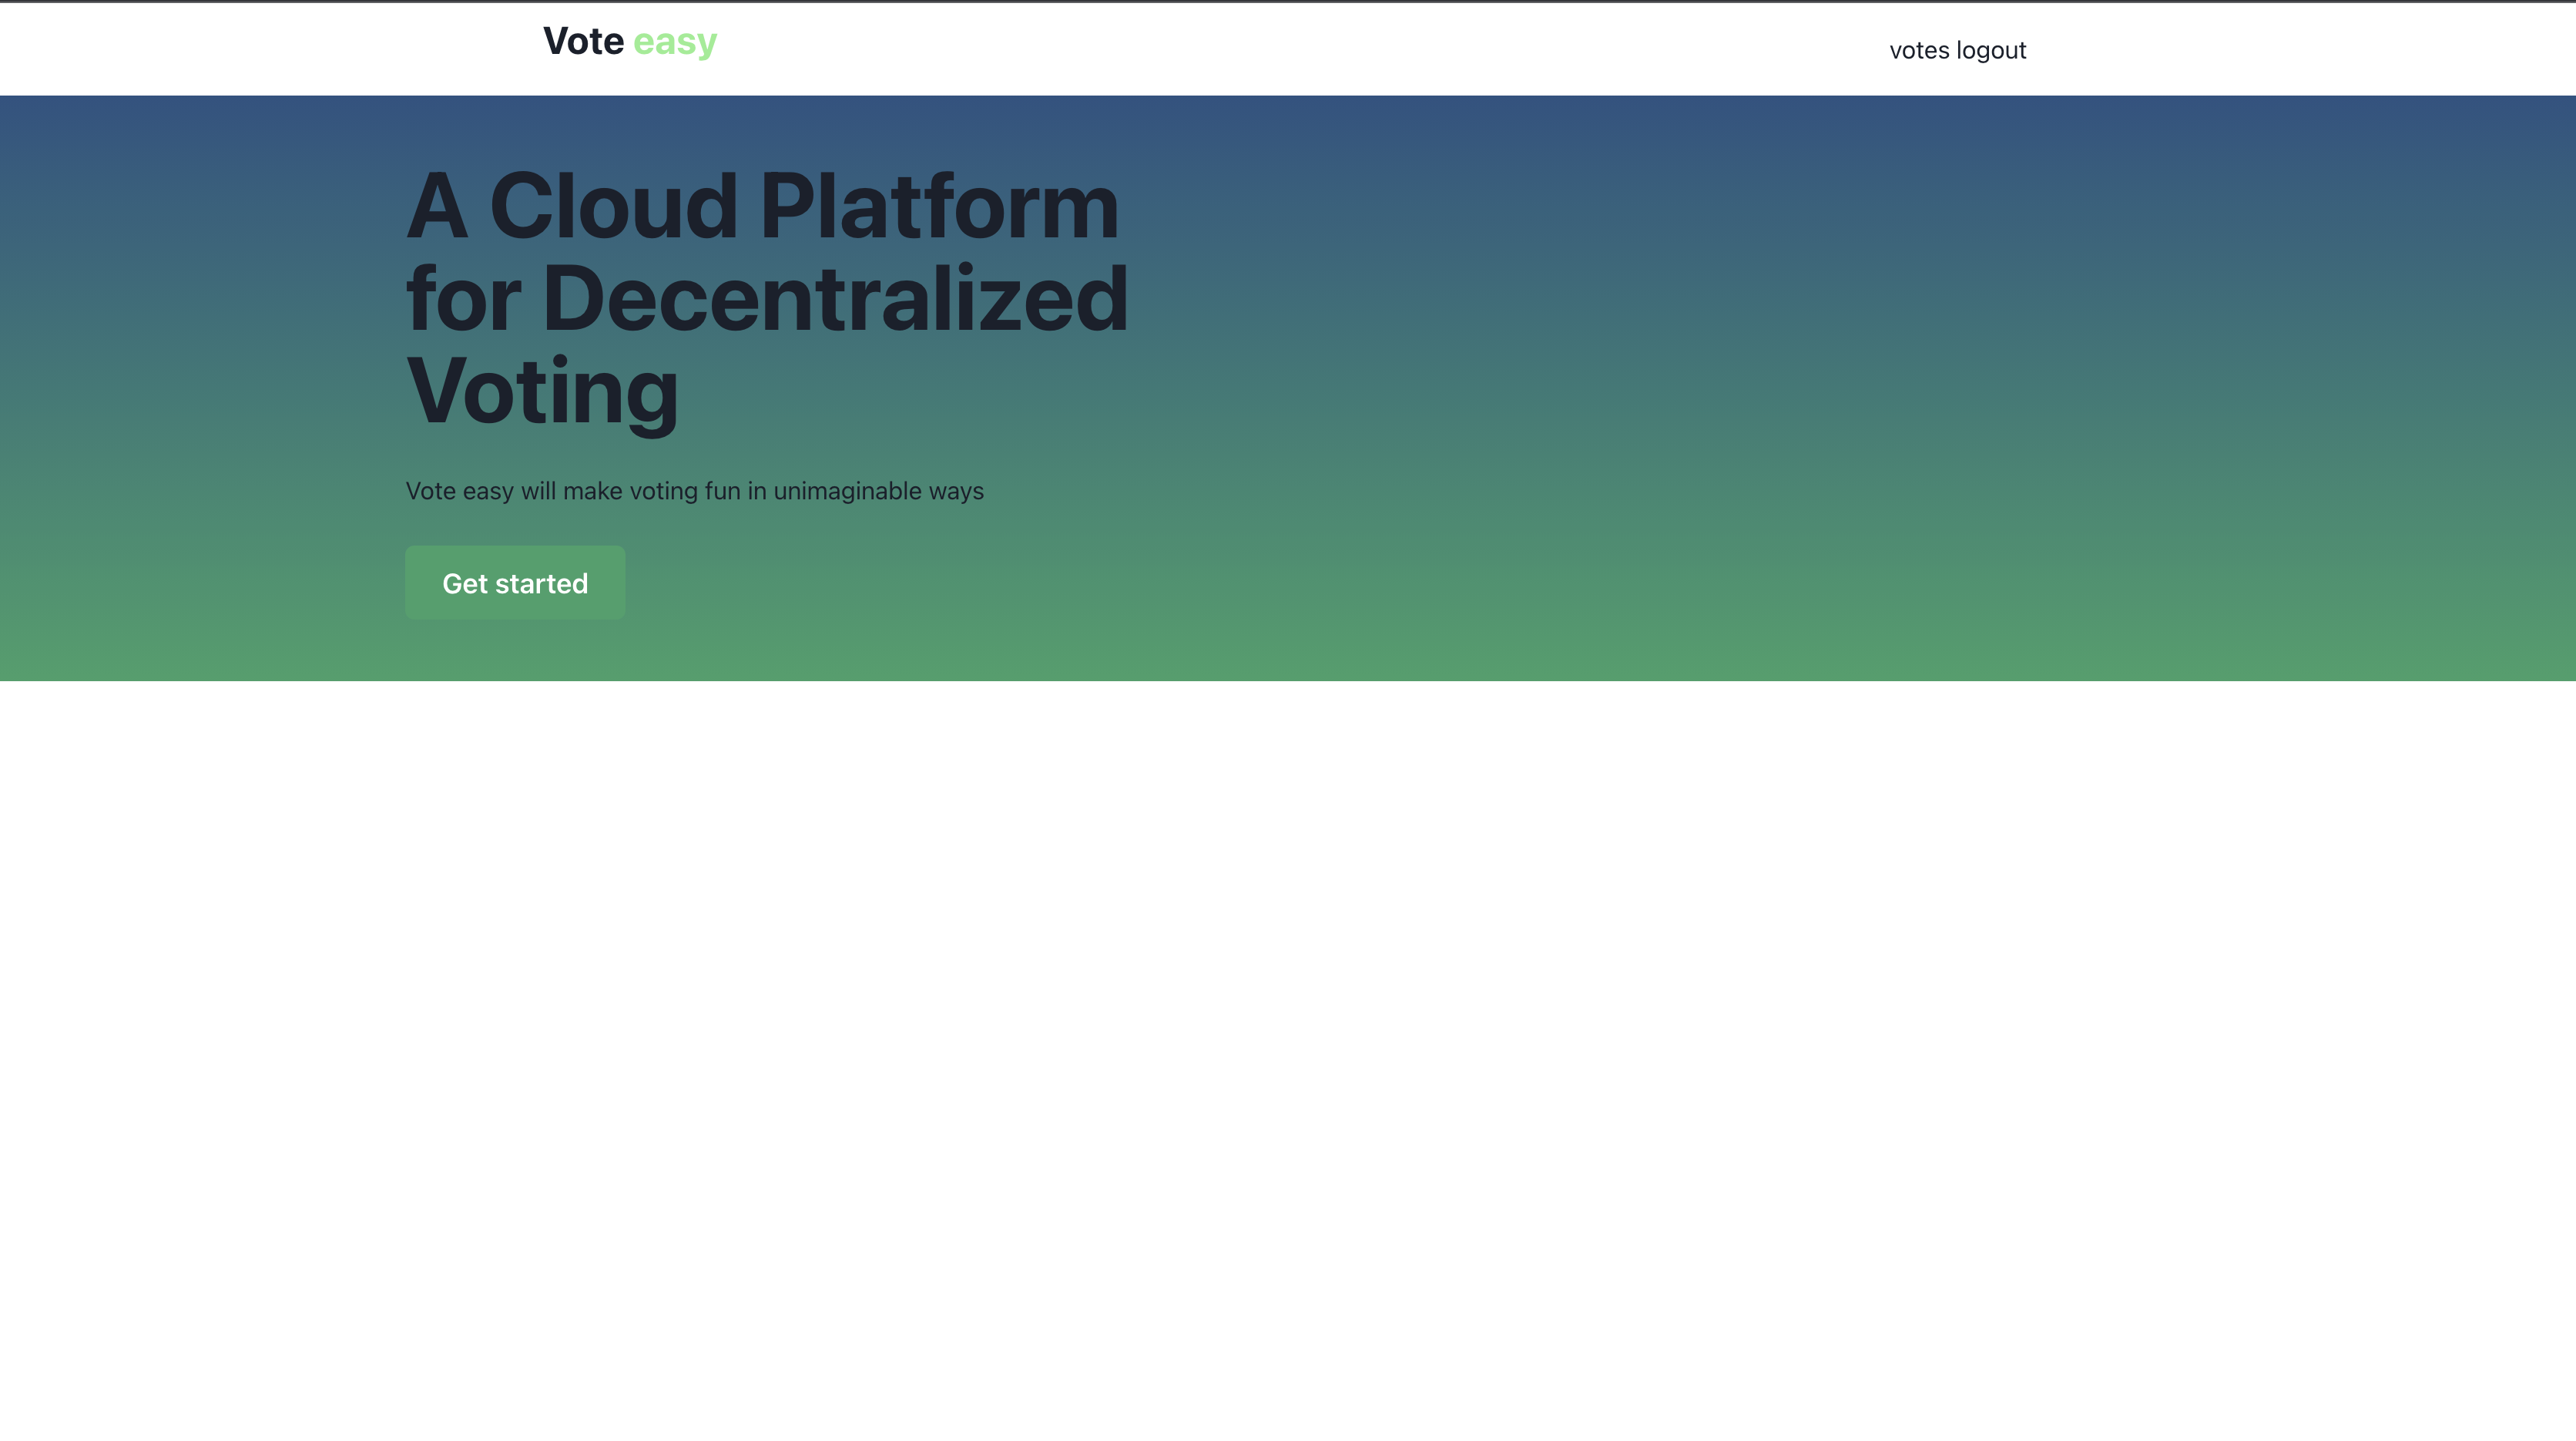 Vote easy
votes logout
A Cloud Platform
for Decentralized
Voting
Vote easy will make voting fun in unimaginable ways
Get started